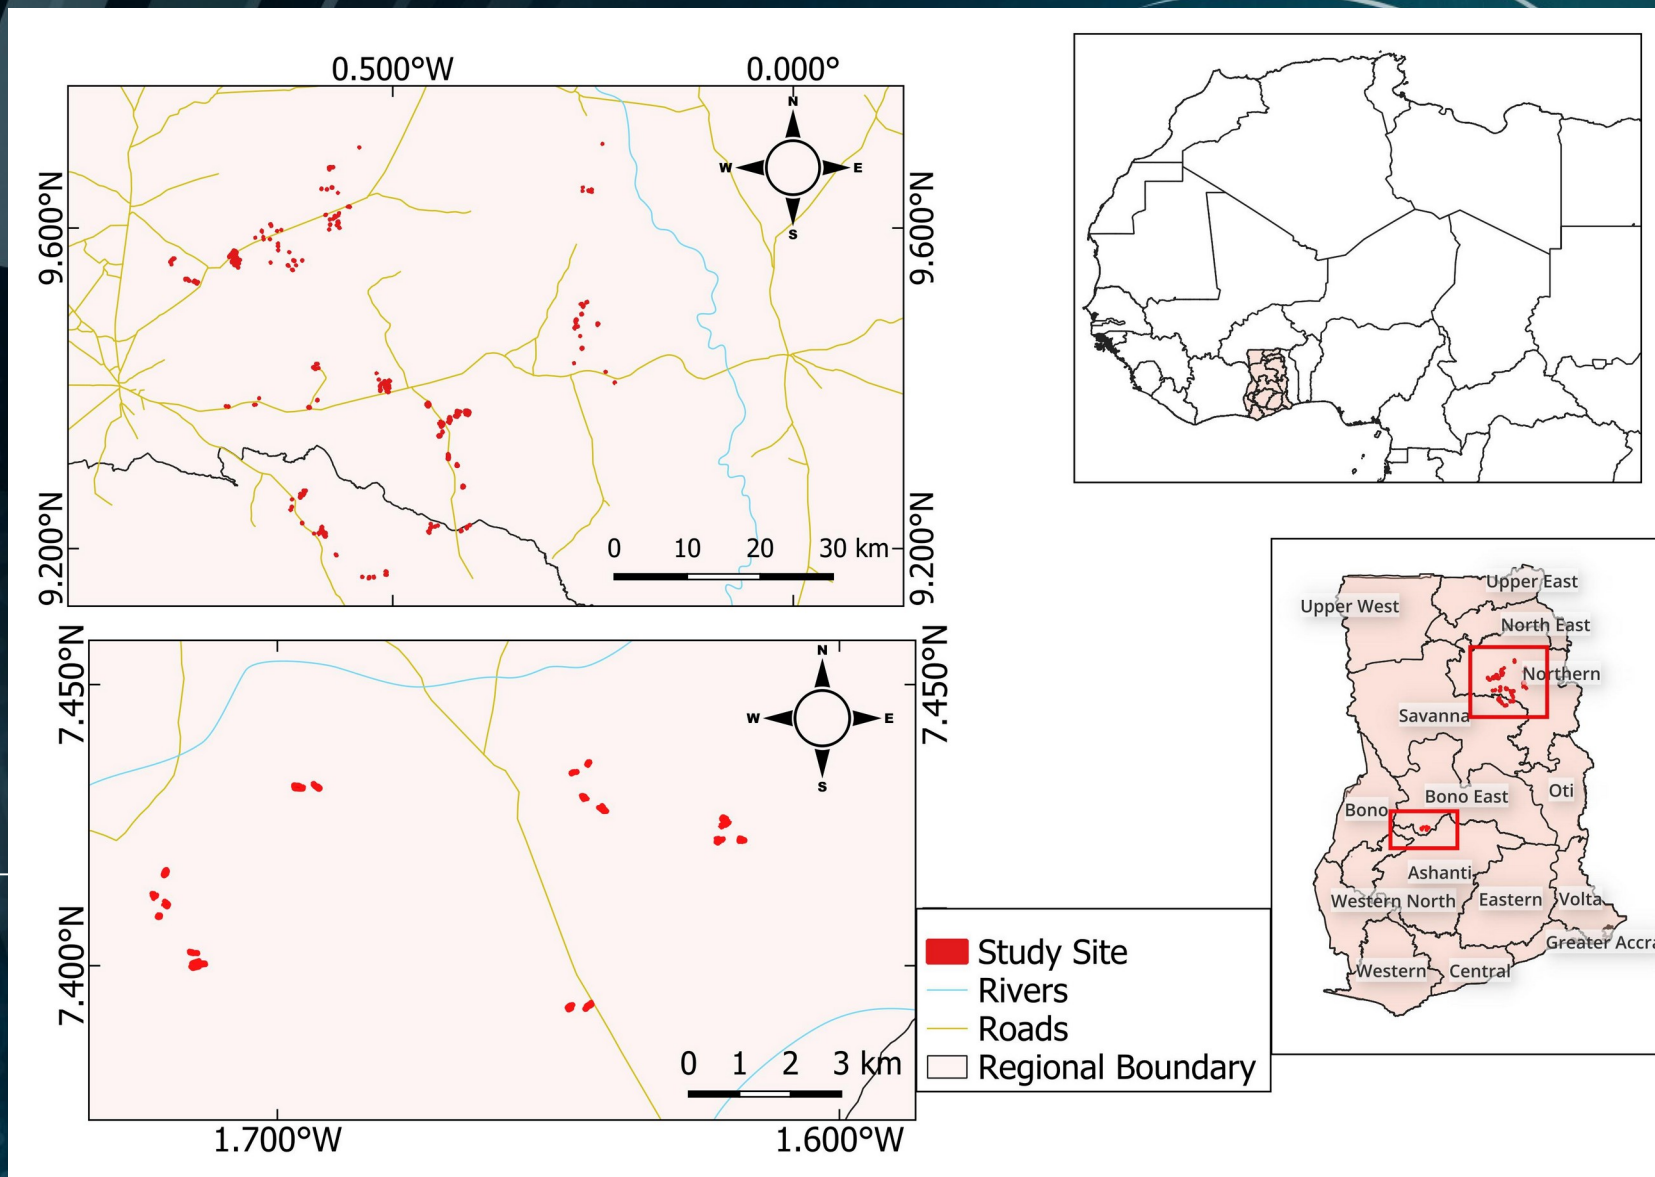 0.500°W 0.000°
N
W E
S
9.600°N 9.600°N
9.200°N 9.200°N
0 10 20 30 km
7.450°N 7.450°N
N
W E
S
7.400°N
0 1 2 3 km
1.700°W 1.600°W
Study Site
Rivers
Roads
Regional Boundary
Upper East
Upper West
North East
Northern
Savanna
Oti
Bono East
Bono
Ashanti
Western North Eastern Volta
Greater Accra
Western Central